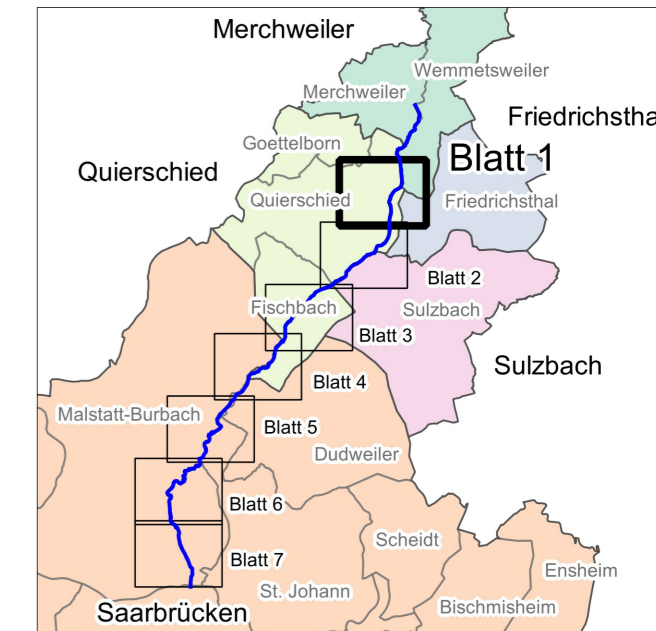 Merchweiler
Wemmetsweiler
Merchweiler
Friedrichstha
Goettelborn
Blatt 1
Quierschied
Quierschied
Friedrichsthal
Blatt 2
Fischbach
Sulzbach
Blatt 3
Sulzbach
Blatt 4
Malstatt-Burbach
Blatt 5
Dudweiler
Blatt 6
Scheidt
Blatt 7
Ensheim
St. Johann
Bischmisheim
Saarbrücken